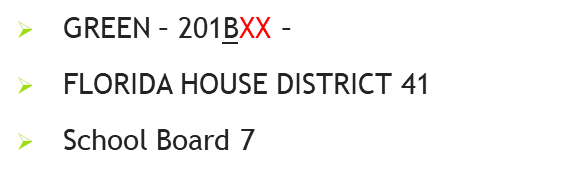 GREEN – 201BXX –
FLORIDA HOUSE DISTRICT 41
School Board 7